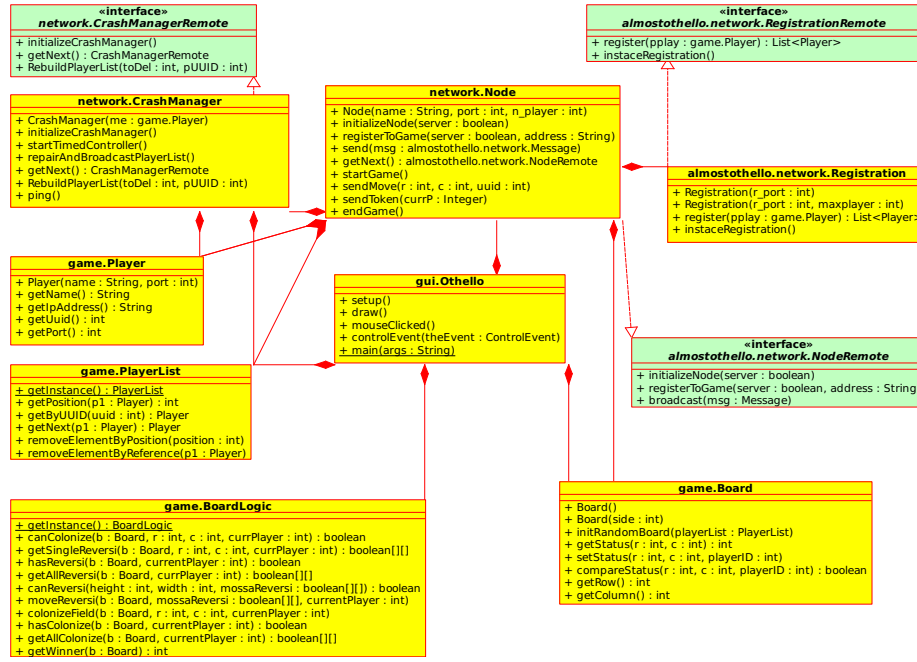 «interface»
network.CrashManagerRemote
+ initializeCrashManager()
+ getNext() : CrashManagerRemote
+ RebuildPlayerList(toDel : int, pUUID : int)
«interface»
almostothello.network.RegistrationRemote
+ register(pplay : game.Player) : List<Player>
+ instaceRegistration()
network.CrashManager
+ CrashManager(me : game.Player)
+ initializeCrashManager()
+ startTimedController()
+ repairAndBroadcastPlayerList()
+ getNext() : CrashManagerRemote
+ RebuildPlayerList(toDel : int, pUUID : int)
+ ping()
network.Node
+ Node(name : String, port : int, n_player : int)
+ initializeNode(server : boolean)
+ registerToGame(server : boolean, address : String)
+ send(msg : almostothello.network.Message)
+ getNext() : almostothello.network.NodeRemote
+ startGame()
+ sendMove(r : int, c : int, uuid : int)
+ sendToken(currP : Integer)
+ endGame()
almostothello.network.Registration
+ Registration(r_port : int)
+ Registration(r_port : int, maxplayer : int)
+ register(pplay : game.Player) : List<Player>
+ instaceRegistration()
game.Player
+ Player(name : String, port : int)
+ getName() : String
+ getIpAddress() : String
+ getUuid() : int
+ getPort() : int
gui.Othello
+ setup()
+ draw()
+ mouseClicked()
+ controlEvent(theEvent : ControlEvent)
+ main(args : String)
«interface»
almostothello.network.NodeRemote
+ initializeNode(server : boolean)
+ registerToGame(server : boolean, address : String
+ broadcast(msg : Message)
game.PlayerList
+ getInstance() : PlayerList
+ getPosition(p1 : Player) : int
+ getByUUID(uuid : int) : Player
+ getNext(p1 : Player) : Player
+ removeElementByPosition(position : int)
+ removeElementByReference(p1 : Player)
game.BoardLogic
+ getInstance() : BoardLogic
+ canColonize(b : Board, r : int, c : int, currPlayer : int) : boolean
+ getSingleReversi(b : Board, r : int, c : int, currPlayer : int) : boolean[][]
+ hasReversi(b : Board, currentPlayer : int) : boolean
+ getAllReversi(b : Board, currPlayer : int) : boolean[][]
+ canReversi(height : int, width : int, mossaReversi : boolean[][]) : boolean
+ moveReversi(b : Board, mossaReversi : boolean[][], currentPlayer : int)
+ colonizeField(b : Board, r : int, c : int, currenPlayer : int)
+ hasColonize(b : Board, currentPlayer : int) : boolean
+ getAllColonize(b : Board, currentPlayer : int) : boolean[][]
+ getWinner(b : Board) : int
game.Board
+ Board()
+ Board(side : int)
+ initRandomBoard(playerList : PlayerList)
+ getStatus(r : int, c : int) : int
+ setStatus(r : int, c : int, playerID : int)
+ compareStatus(r : int, c : int, playerID : int) : boolean
+ getRow() : int
+ getColumn() : int